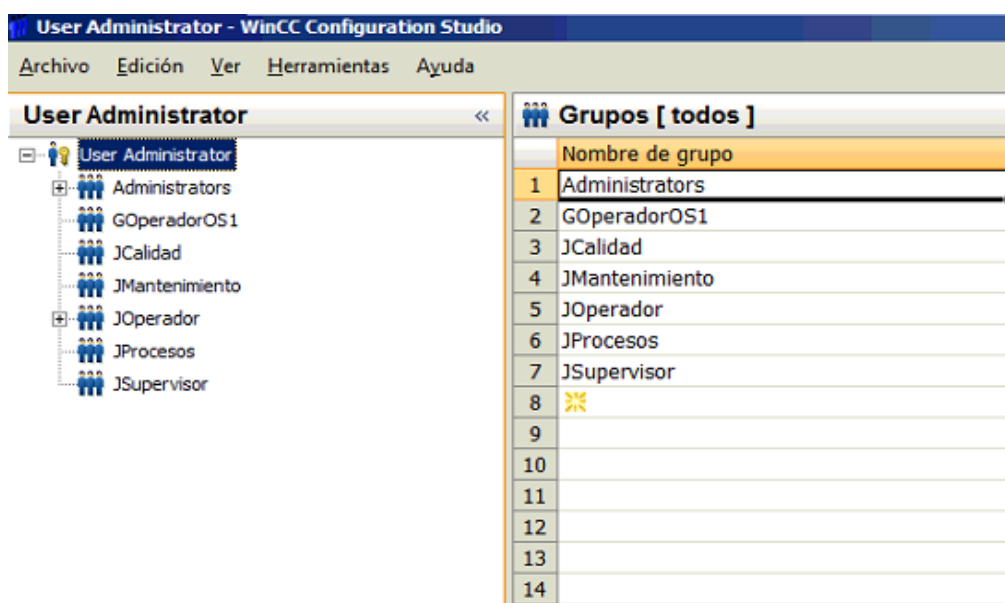 User Administrator - WinCC Configuration Studio
Archivo Edición Ver Herramientas Ayuda
User Administrator «
User Administrator
Administrators
GOperadorOS1
JCalidad
JMantenimiento
JOperador
JProcesos
JSupervisor
Grupos [ todos ]
Nombre de grupo
1 Administrators
2 GOperadorOS1
3 JCalidad
4 JMantenimiento
5 JOperador
6 JProcesos
7 JSupervisor
8
9
10
11
12
13
14